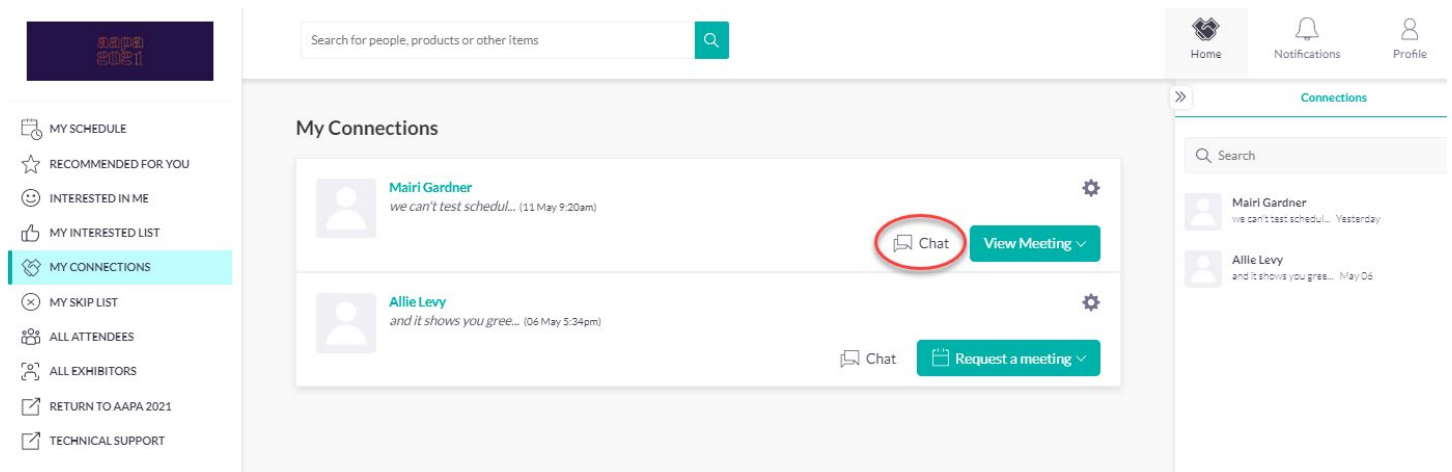 aapa
2021
Search for people, products or other items
Home
Notifications
Profile
MY SCHEDULE
RECOMMENDED FOR YOU
INTERESTED IN ME
MY INTERESTED LIST
MY CONNECTIONS
MY SKIP LIST
ALL ATTENDEES
ALL EXHIBITORS
RETURN TO AAPA 2021
TECHNICAL SUPPORT
My Connections
Mairi Gardner
we can't test schedul... (11 May 9:20am)
Chat
View Meeting
Allie Levy
and it shows you gree... (06 May 5:34pm)
Chat
Request a meeting
Connections
Search
Mairi Gardner
we can't test schedul... Yesterday
Allie Levy
and it shows you gree... May 06